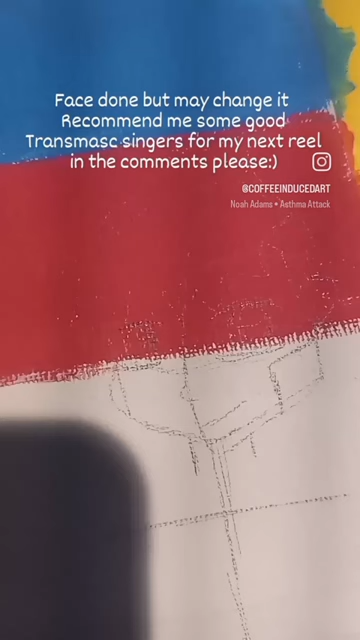 Face done but may change it
Recommend me some good
Transmasc singers for my next reel
in the comments please:)
@COFFEEINDUCEDART
Noah Adams • Asthma Attack